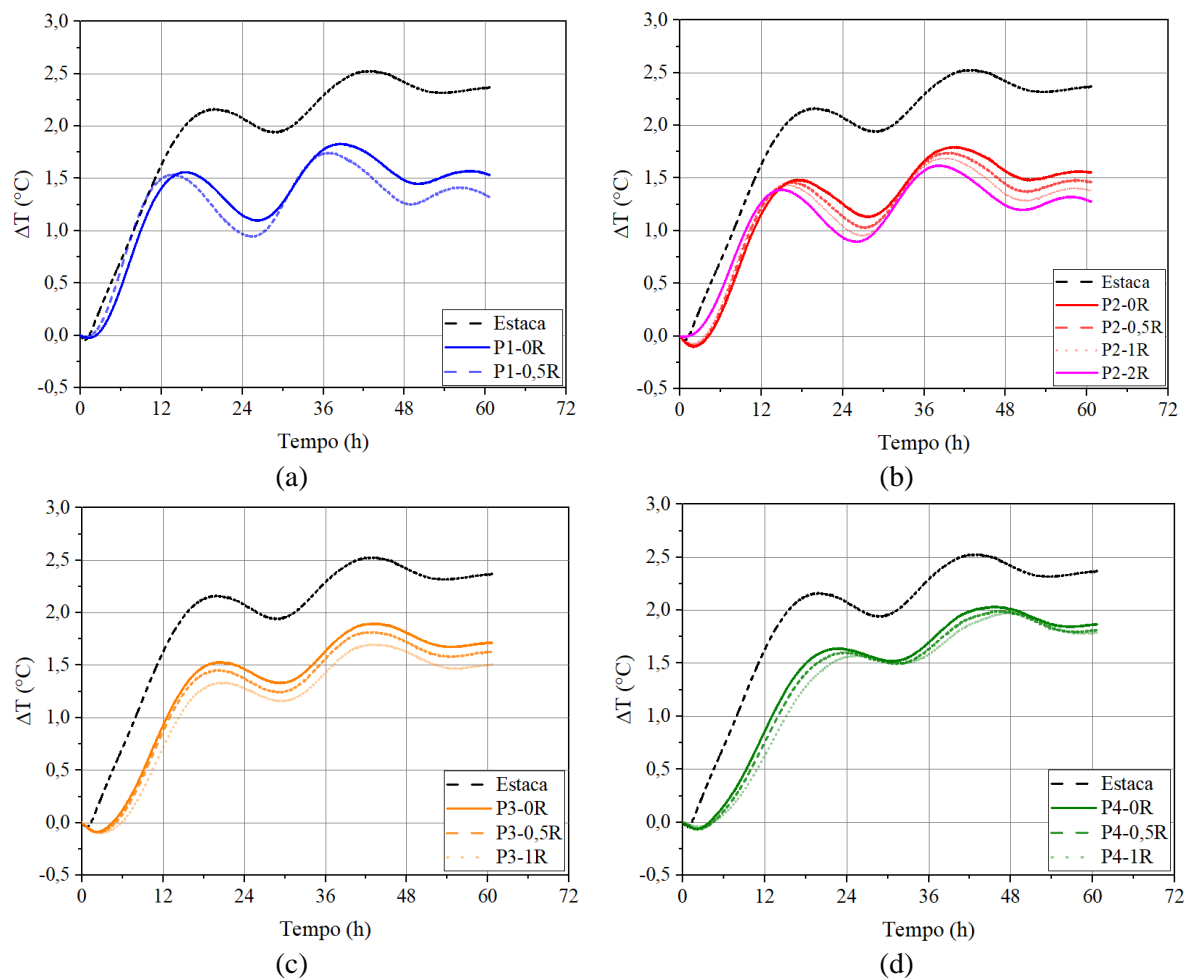 3,0
2,5
2,0
1,5
1,0
0,5
0,0
-0,5
ΔT (°C)
Estaca
P1-0R
P1-0,5R
0 12 24 36 48 60 72
Tempo (h)
(a)
3,0
2,5
2,0
1,5
1,0
0,5
0,0
-0,5
ΔT (°C)
Estaca
P2-0R
P2-0,5R
P2-1R
P2-2R
0 12 24 36 48 60 72
Tempo (h)
(b)
3,0
2,5
2,0
1,5
1,0
0,5
0,0
-0,5
ΔT (°C)
Estaca
P3-0R
P3-0,5R
P3-1R
0 12 24 36 48 60 72
Tempo (h)
(c)
3,0
2,5
2,0
1,5
1,0
0,5
0,0
-0,5
ΔT (°C)
Estaca
P4-0R
P4-0,5R
P4-1R
0 12 24 36 48 60 72
Tempo (h)
(d)